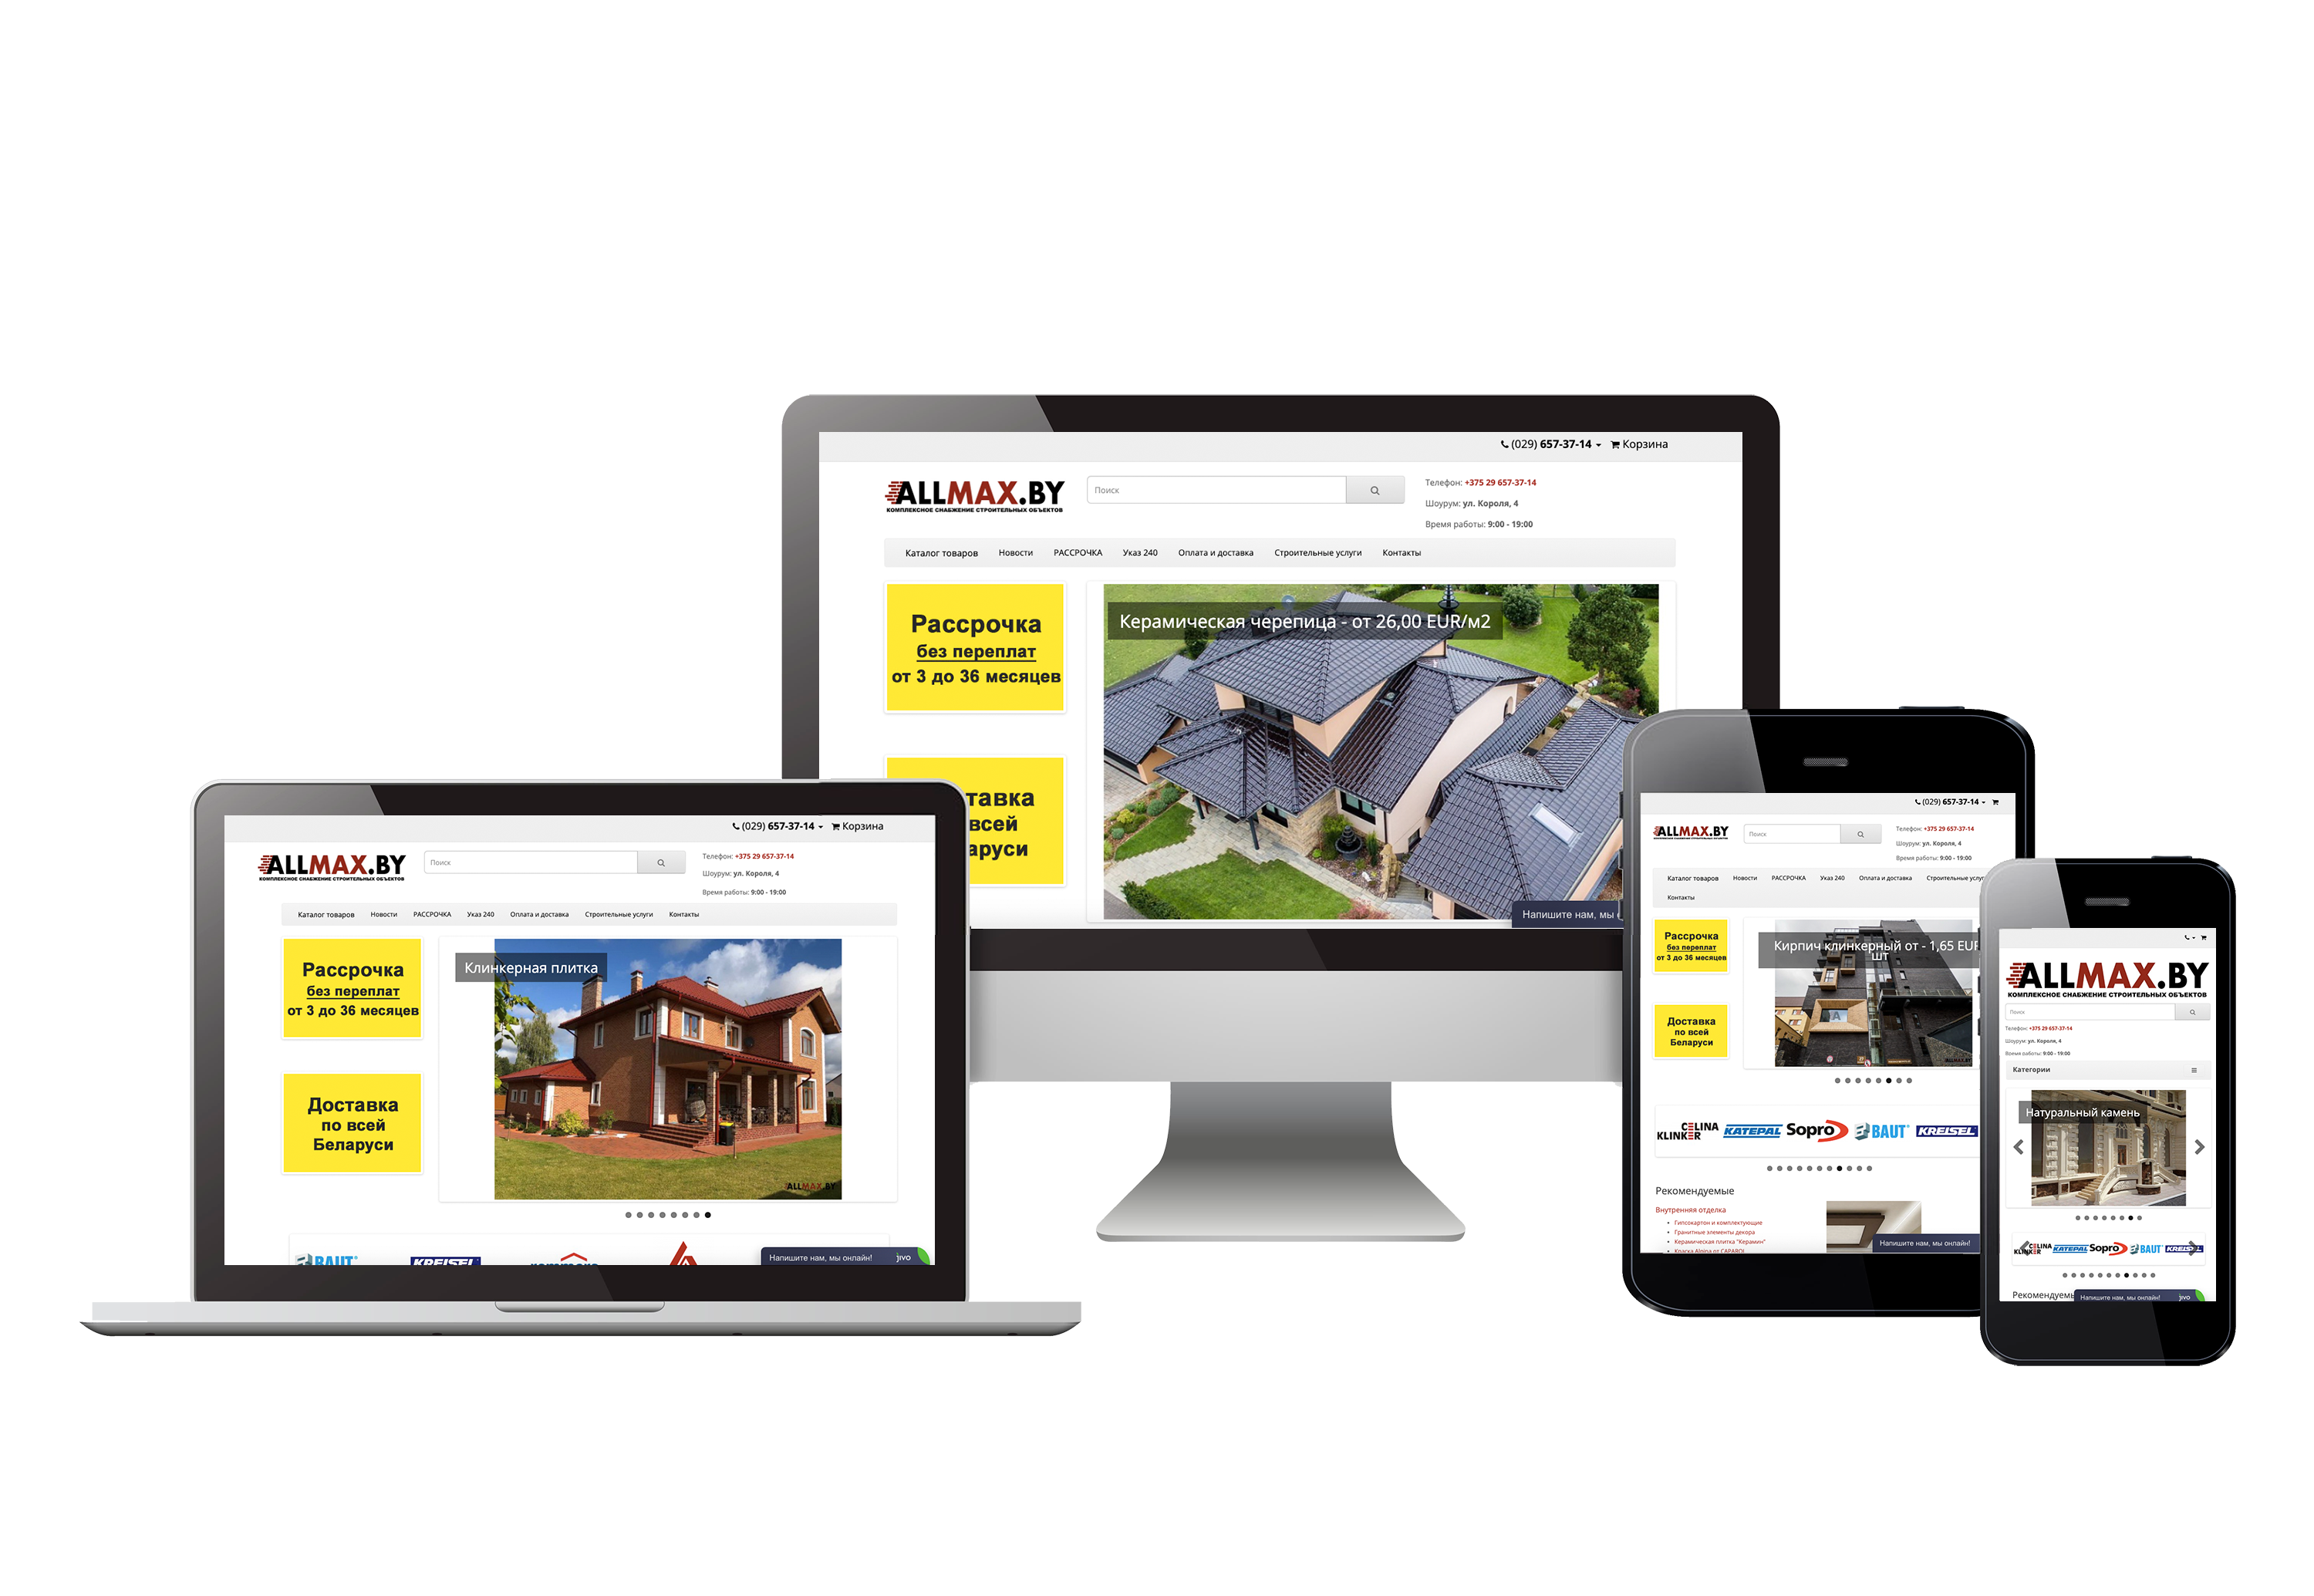 (029) 657-37-14 Корзина
ALLMAX.BY
КОМПЛЕКСНОЕ СНАБЖЕНИЕ СТРОИТЕЛЬНЫХ ОБЪЕКТОВ
Поиск
Телефон: +375 29 657-37-14
Шоурум: ул. Короля, 4
Время работы: 9:00 - 19:00
Каталог товаров Новости РАССРОЧКА Указ 240 Оплата и доставка Строительные услуги Контакты
Рассрочка
без переплат
от 3 до 36 месяцев
Керамическая черепица - от 26,00 EUR/м2
тавка
всей
аруси
Напишите нам, мы
(029) 657-37-14 Корзина
ALLMAX.BY
КОМПЛЕКСНОЕ СНАБЖЕНИЕ СТРОИТЕЛЬНЫХ ОБЪЕКТОВ
Поиск
Телефон: +375 29 657-37-14
Шоурум: ул. Короля, 4
Время работы: 9:00 - 19:00
Каталог товаров Новости РАССРОЧКА Указ 240 Оплата и доставка Строительные услуги Контакты
Рассрочка
без переплат
от 3 до 36 месяцев
Клинкерная плитка
ALLMAX.BY
Доставка
по всей
Беларуси
BAUT KREISEL
Напишите нам, мы онлайн! jivo
(029) 657-37-14
ALLMAX.BY
Поиск
Телефон: +375 29 657-37-14
Шоурум: ул. Короля, 4
Время работы: 9:00 - 19:00
Каталог товаров Новости РАССРОЧКА Указ 240 Оплата и доставка Строительные услуг
Контакты
Рассрочка
без переплат
от 3 до 36 месяцев
Кирпич клинкерный от - 1,65 EUR
шт
Доставка
по всей
Беларуси
CELINA KLINKER KATEPAL Sopro BAUT KREISEL
Рекомендуемые
Внутренняя отделка
Гипсокартон и комплектующие
Гранитные элементы декора
Керамическая плитка "Керамин"
Краска Alpina от CAPAROL
Напишите нам, мы онлайн!
ALLMAX.BY
КОМПЛЕКСНОЕ СНАБЖЕНИЕ СТРОИТЕЛЬНЫХ ОБЪЕКТОВ
Поиск
Телефон: +375 29 657-37-14
Шоурум: ул. Короля, 4
Время работы: 9:00 - 19:00
Категории
Натуральный камень
CELINA KLINKER KATEPAL Sopro BAUT KREISEL
Рекомендуемы
Напишите нам, мы онлайн! jivo